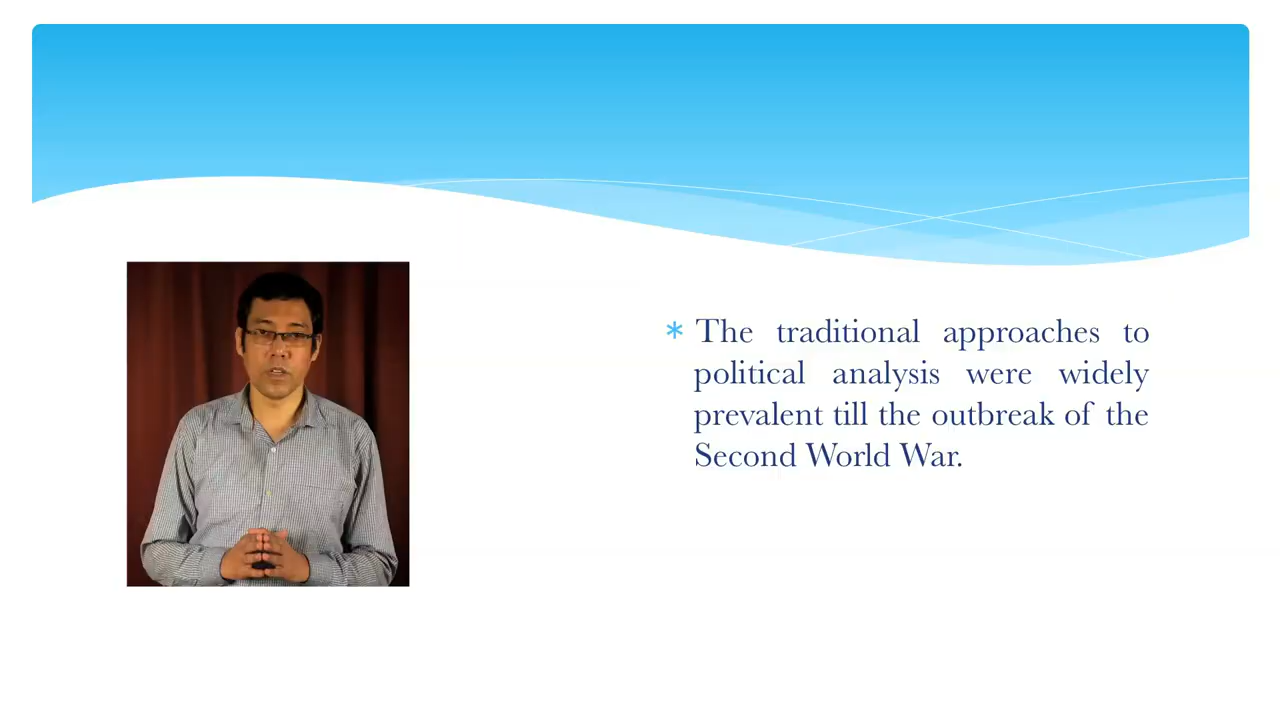 * The traditional approaches to
political analysis were widely
prevalent till the outbreak of the
Second World War.